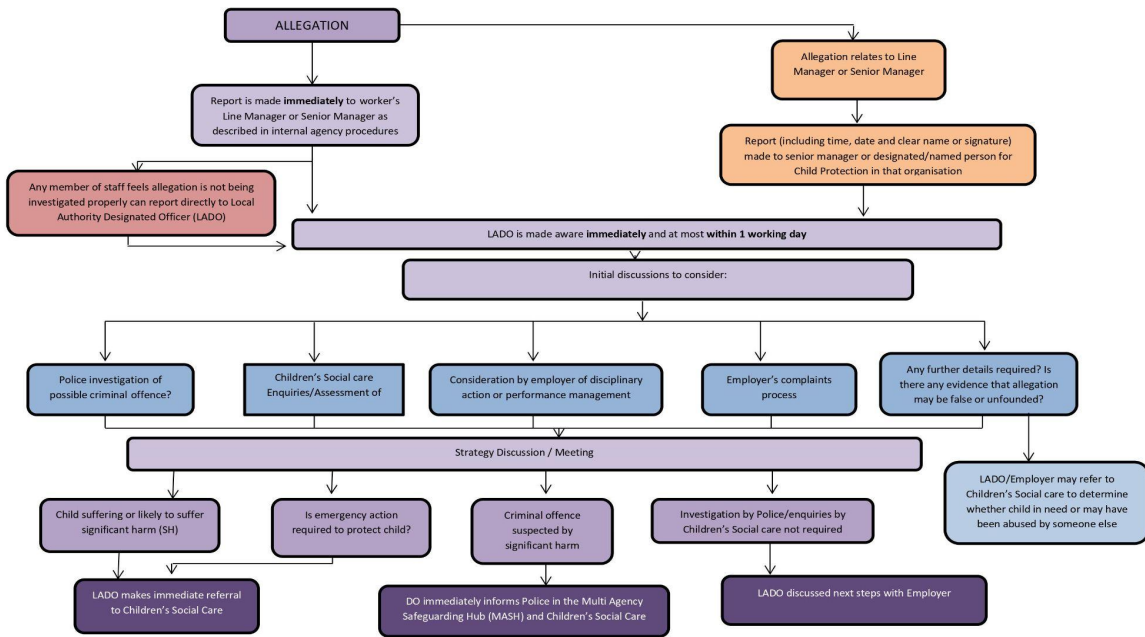 ALLEGATION
Allegation relates to Line
Manager or Senior Manager
Report is made immediately to worker's
Line Manager or Senior Manager as
described in internal agency procedures
Report (including time, date and clear name or signature)
made to senior manager or designated/named person for
Child Protection in that organisation
Any member of staff feels allegation is not being
investigated properly can report directly to Local
Authority Designated Officer (LADO)
LADO is made aware immediately and at most within 1 working day
Initial discussions to consider:
Police investigation of
possible criminal offence?
Children's Social care
Enquiries/Assessment of
Consideration by employer of disciplinary
action or performance management
Employer's complaints
process
Any further details required? Is
there any evidence that allegation
may be false or unfounded?
Strategy Discussion / Meeting
LADO/Employer may refer to
Children's Social care to determine
whether child in need or may have
been abused by someone else
Child suffering or likely to suffer
significant harm (SH)
Is emergency action
required to protect child?
Criminal offence
suspected by
significant harm
Investigation by Police/enquiries by
Children's Social care not required
LADO makes immediate referral
to Children's Social Care
DO immediately informs Police in the Multi Agency
Safeguarding Hub (MASH) and Children's Social Care
LADO discussed next steps with Employer